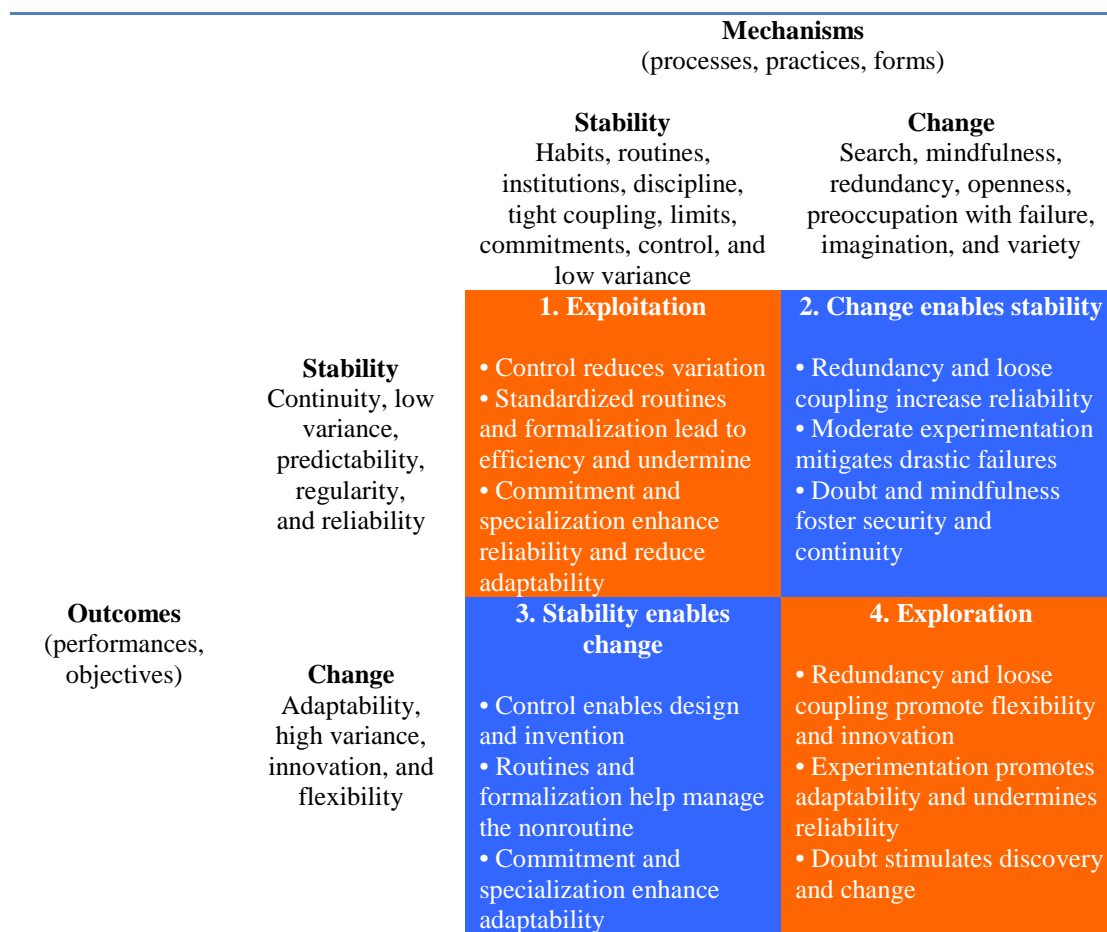 Mechanisms
(processes, practices, forms)
Stability
Habits, routines,
institutions, discipline,
tight coupling, limits,
commitments, control, and
low variance
Change
Search, mindfulness,
redundancy, openness,
preoccupation with failure,
imagination, and variety
Outcomes
(performances,
objectives)
Stability
Continuity, low
variance,
predictability,
regularity,
and reliability
1. Exploitation
• Control reduces variation
• Standardized routines
and formalization lead to
efficiency and undermine
• Commitment and
specialization enhance
reliability and reduce
adaptability
2. Change enables stability
• Redundancy and loose
coupling increase reliability
• Moderate experimentation
mitigates drastic failures
• Doubt and mindfulness
foster security and
continuity
Change
Adaptability,
high variance,
innovation, and
flexibility
3. Stability enables
change
• Control enables design
and invention
• Routines and
formalization help manage
the nonroutine
• Commitment and
specialization enhance
adaptability
4. Exploration
• Redundancy and loose
coupling promote flexibility
and innovation
• Experimentation promotes
adaptability and undermines
reliability
• Doubt stimulates discovery
and change